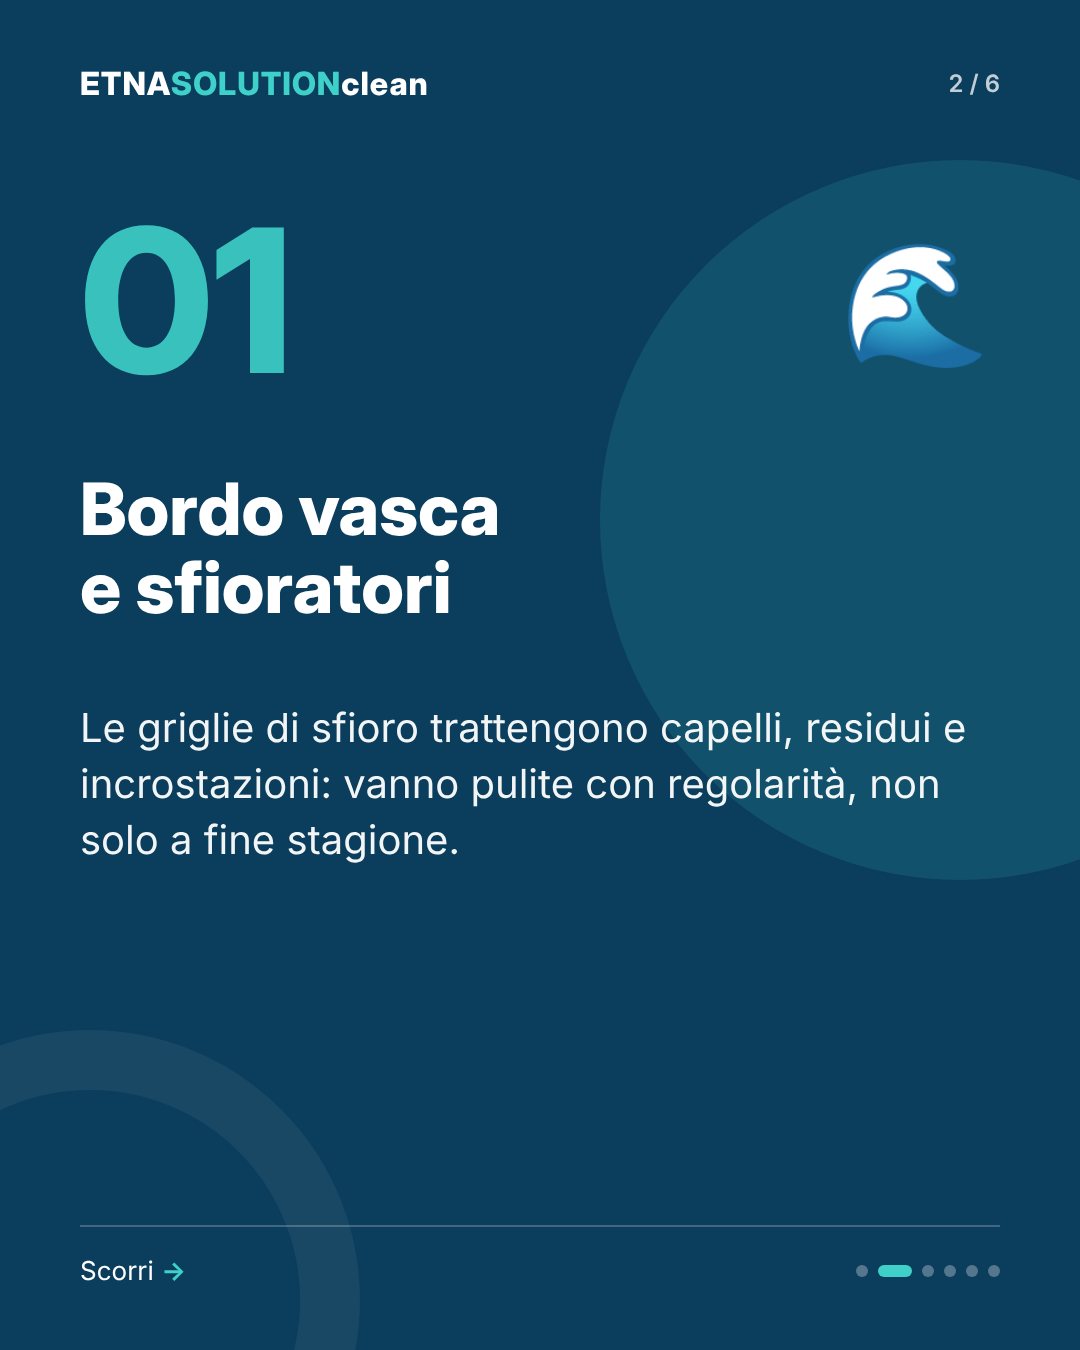 ETNASOLUTIONclean
2 / 6
01
Bordo vasca
e sfioratori
Le griglie di sfioro trattengono capelli, residui e
incrostazioni: vanno pulite con regolarità, non
solo a fine stagione.
Scorri →